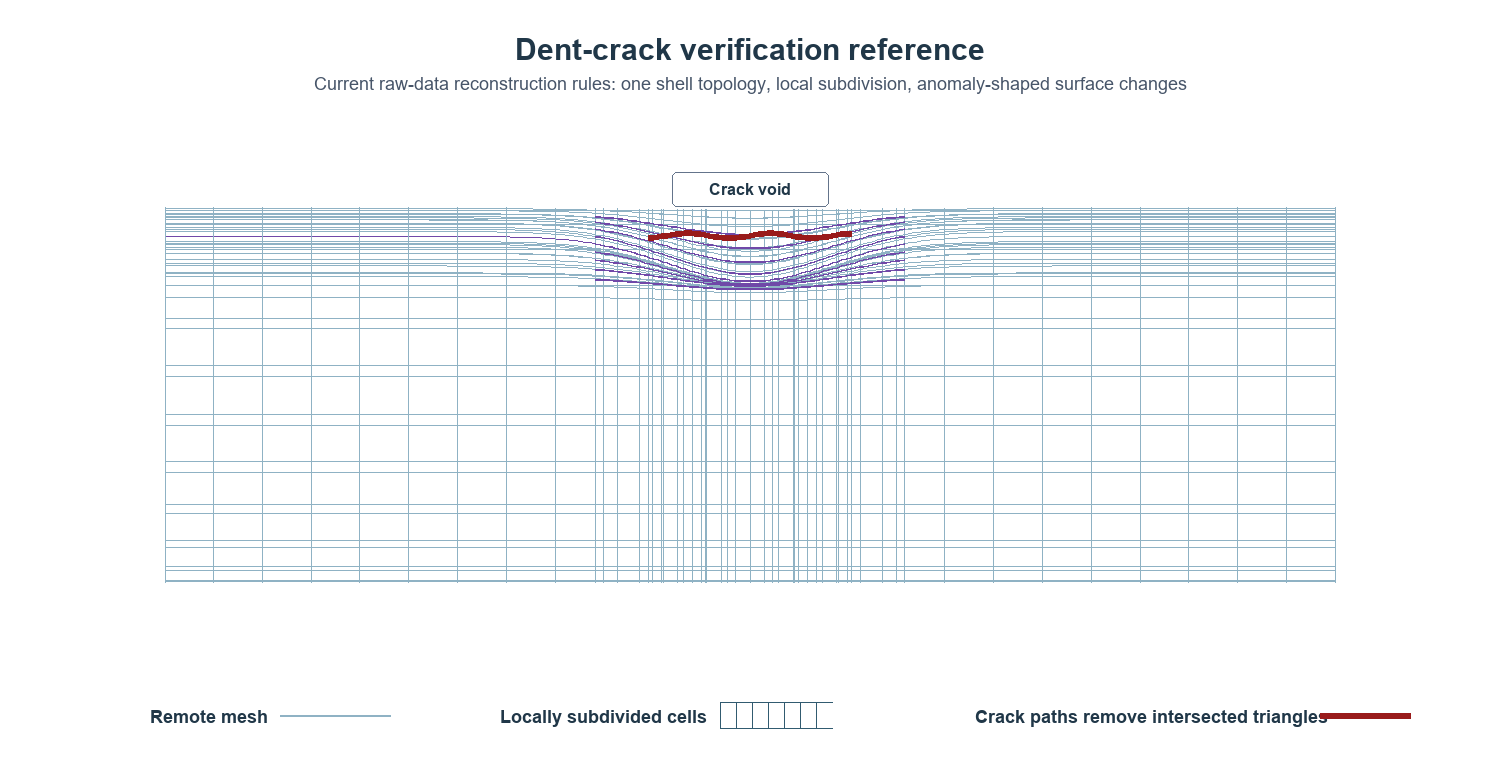 Dent-crack verification reference
Current raw-data reconstruction rules: one shell topology, local subdivision, anomaly-shaped surface changes
Crack void
Remote mesh
Locally subdivided cells
Crack paths remove intersected triangles